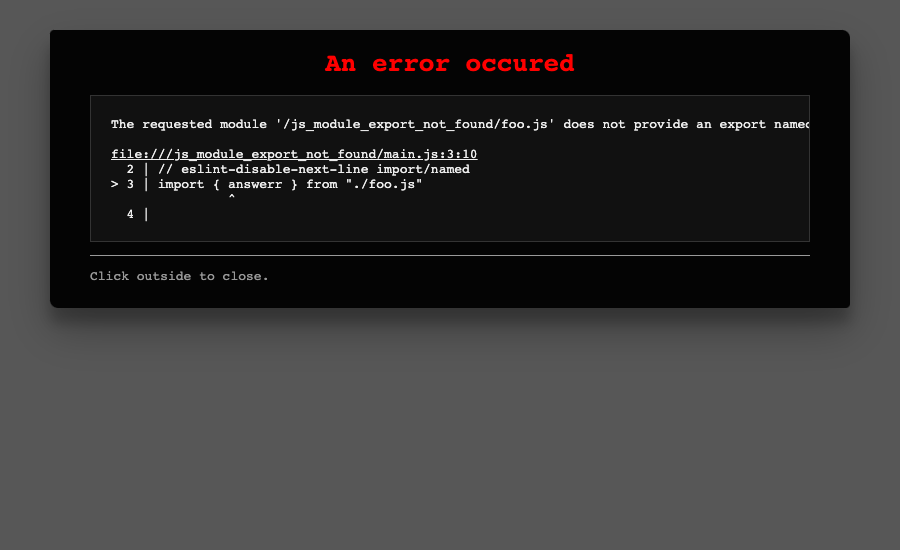 An error occured
The requested module '/js_module_export_not_found/foo.js' does not provide an export named
file:///js_module_export_not_found/main.js:3:10
2 | // eslint-disable-next-line import/named
> 3 | import { answerr } from "./foo.js"
^
4 |
Click outside to close.